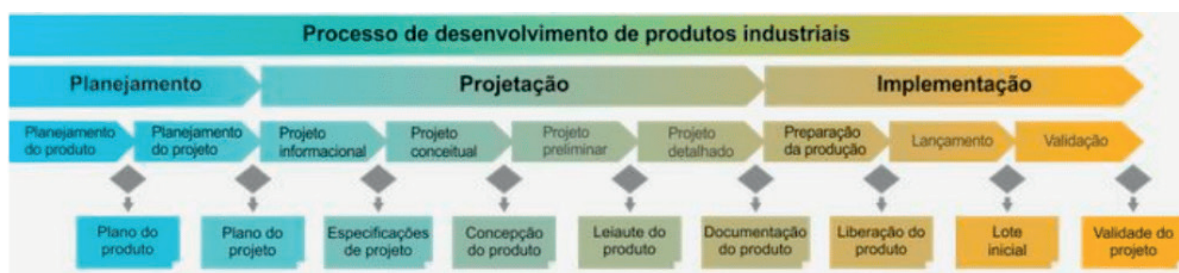 Processo de desenvolvimento de produtos industriais
Planejamento
Projetação
Implementação
Planejamento
do produto
Planejamento
do projeto
Projeto
informacional
Projeto
conceitual
Projeto
preliminar
Projeto
detalhado
Preparação
da produção
Lançamento
Validação
Plano do
produto
Plano do
projeto
Especificações
de projeto
Concepção
do produto
Leiaute do
produto
Documentação
do produto
Liberação do
produto
Lote
inicial
Validade do
projeto